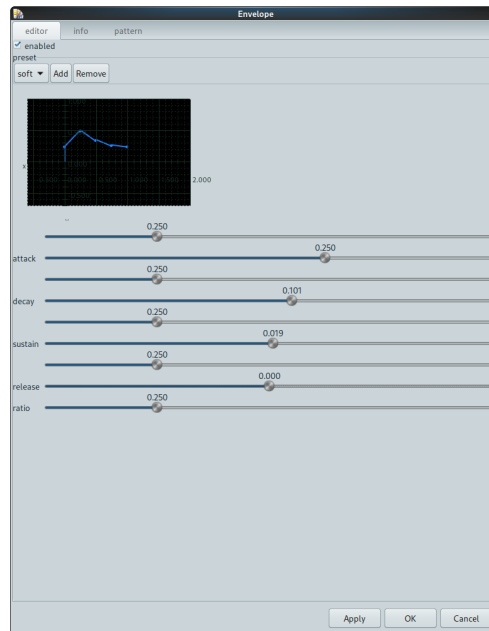 Envelope
editor info pattern
enabled
preset
soft Add Remove
x
2.000
0.250
attack 0.250
0.250
decay 0.101
0.250
sustain 0.019
0.250
release 0.000
ratio 0.250
Apply OK Cancel